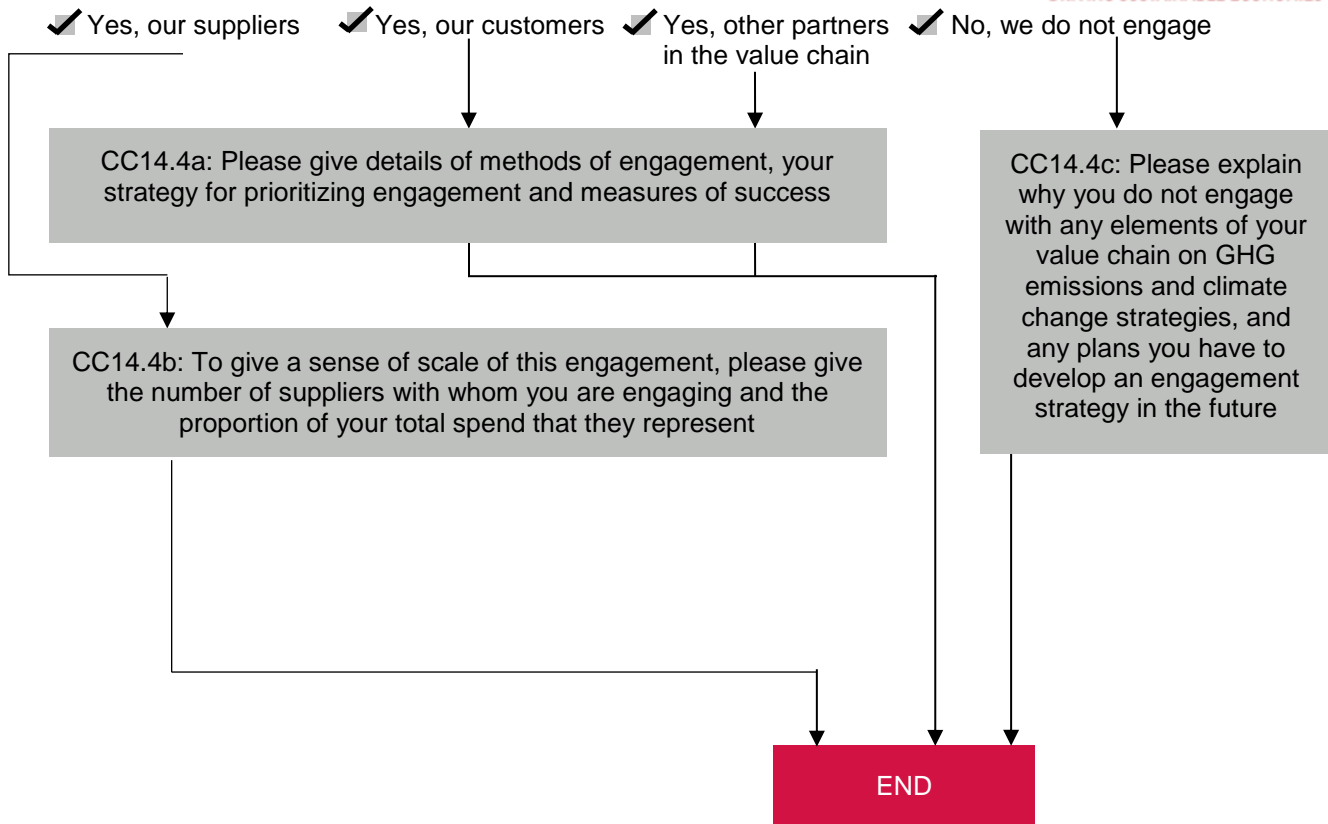 Yes, our suppliers
Yes, our customers
Yes, other partners
in the value chain
No, we do not engage
CC14.4a: Please give details of methods of engagement, your
strategy for prioritizing engagement and measures of success
CC14.4c: Please explain
why you do not engage
with any elements of your
value chain on GHG
emissions and climate
change strategies, and
any plans you have to
develop an engagement
strategy in the future
CC14.4b: To give a sense of scale of this engagement, please give
the number of suppliers with whom you are engaging and the
proportion of your total spend that they represent
END